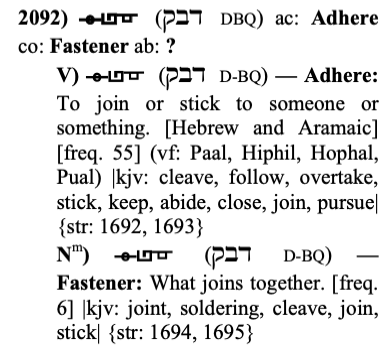 2092) (דבק DBQ) ac: Adhere
co: Fastener ab: ?
V) (דבק D-BQ) — Adhere:
To join or stick to someone or
something. [Hebrew and Aramaic]
[freq. 55] (vf: Paal, Hiphil, Hophal,
Pual) |kjv: cleave, follow, overtake,
stick, keep, abide, close, join, pursue|
{str: 1692, 1693}
Nᵐ) (דבק D-BQ) —
Fastener: What joins together. [freq.
6] |kjv: joint, soldering, cleave, join,
stick| {str: 1694, 1695}